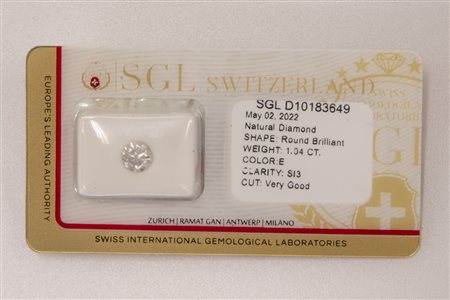 EUROPE'S LEADING AUTHORITY
SGL SWITZERLAND
SGL D10183649
May 02, 2022
Natural Diamond
SHAPE: Round Brilliant
WEIGHT: 1.04 CT.
COLOR:E
CLARITY: SI3
CUT: Very Good
ZURICH | RAMAT GAN | ANTWERP | MILANO
SWISS INTERNATIONAL GEMOLOGICAL LABORATORIES